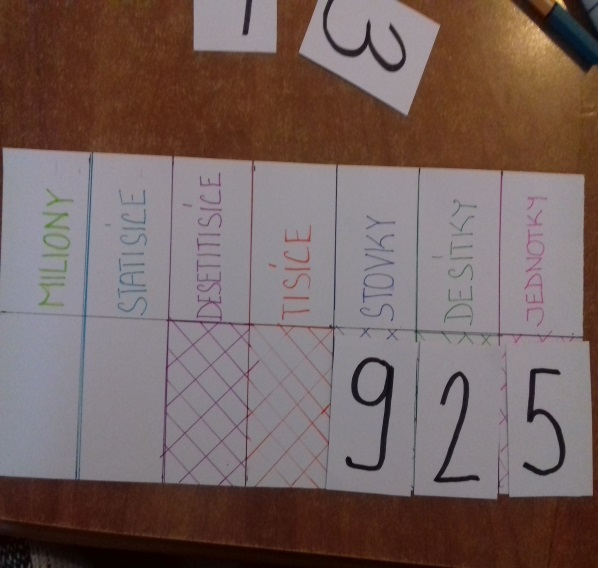 3
MILIONY
STATISÍCE
DESETITISÍCE
TISÍCE
STOVKY
DESÍTKY
JEDNOTKY
9 2 5